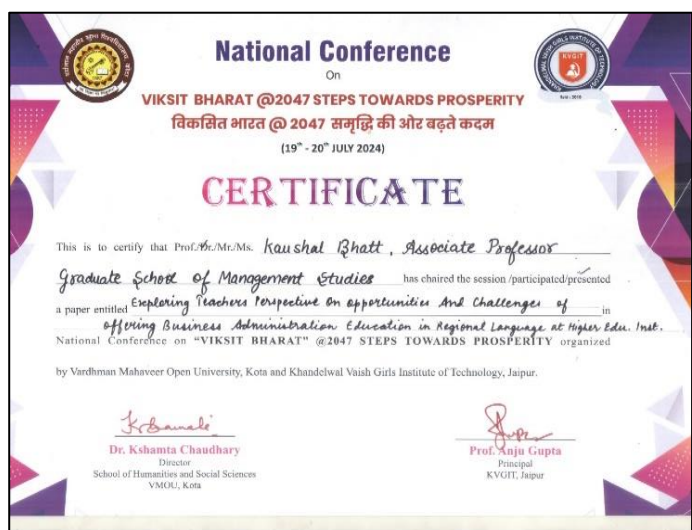 National Conference
On
VIKSIT BHARAT @2047 STEPS TOWARDS PROSPERITY
विकसित भारत @ 2047 समृद्धि की ओर बढ़ते कदम
(19th - 20th JULY 2024)
KVGIT
CERTIFICATE
This is to certify that Prof./Dr./Mr./Ms. Kaushal Bhatt, Associate Professor
Graduate School of Management Studies has chaired the session /participated/presented
a paper entitled Exploring Teachers Perspective On opportunities And Challenges of in
offering Business Administration Education in Regional Language at Higher Edu. Inst.
National Conference on “VIKSIT BHARAT” @2047 STEPS TOWARDS PROSPERITY organized
by Vardhman Mahaveer Open University, Kota and Khandelwal Vaish Girls Institute of Technology, Jaipur.
Dr. Kshamta Chaudhary
Director
School of Humanities and Social Sciences
VMOU, Kota
Prof. Anju Gupta
Principal
KVGIT, Jaipur